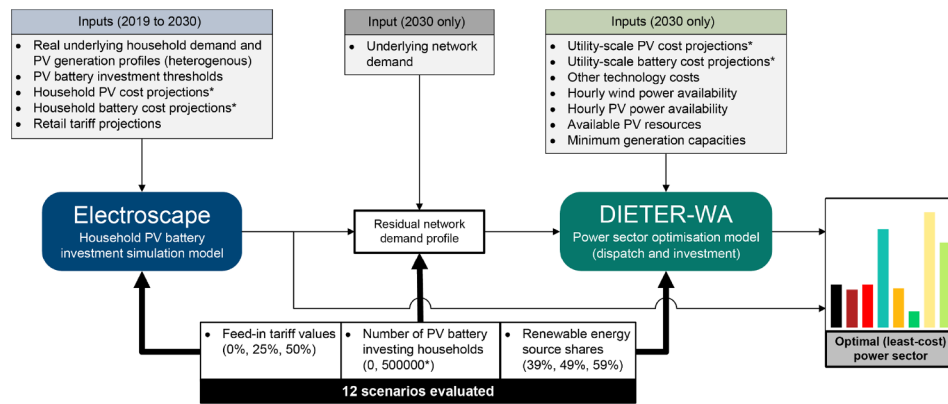 Inputs (2019 to 2030)
• Real underlying household demand and
PV generation profiles (heterogenous)
• PV battery investment thresholds
• Household PV cost projections*
• Household battery cost projections*
• Retail tariff projections
Input (2030 only)
• Underlying network
demand
Inputs (2030 only)
• Utility-scale PV cost projections*
• Utility-scale battery cost projections*
• Other technology costs
• Hourly wind power availability
• Hourly PV power availability
• Available PV resources
• Minimum generation capacities
Electroscape
Household PV battery
investment simulation model
Residual network
demand profile
DIETER-WA
Power sector optimisation model
(dispatch and investment)
Optimal (least-cost)
power sector
• Feed-in tariff values
(0%, 25%, 50%)
• Number of PV battery
investing households
(0, 500000*)
• Renewable energy
source shares
(39%, 49%, 59%)
12 scenarios evaluated